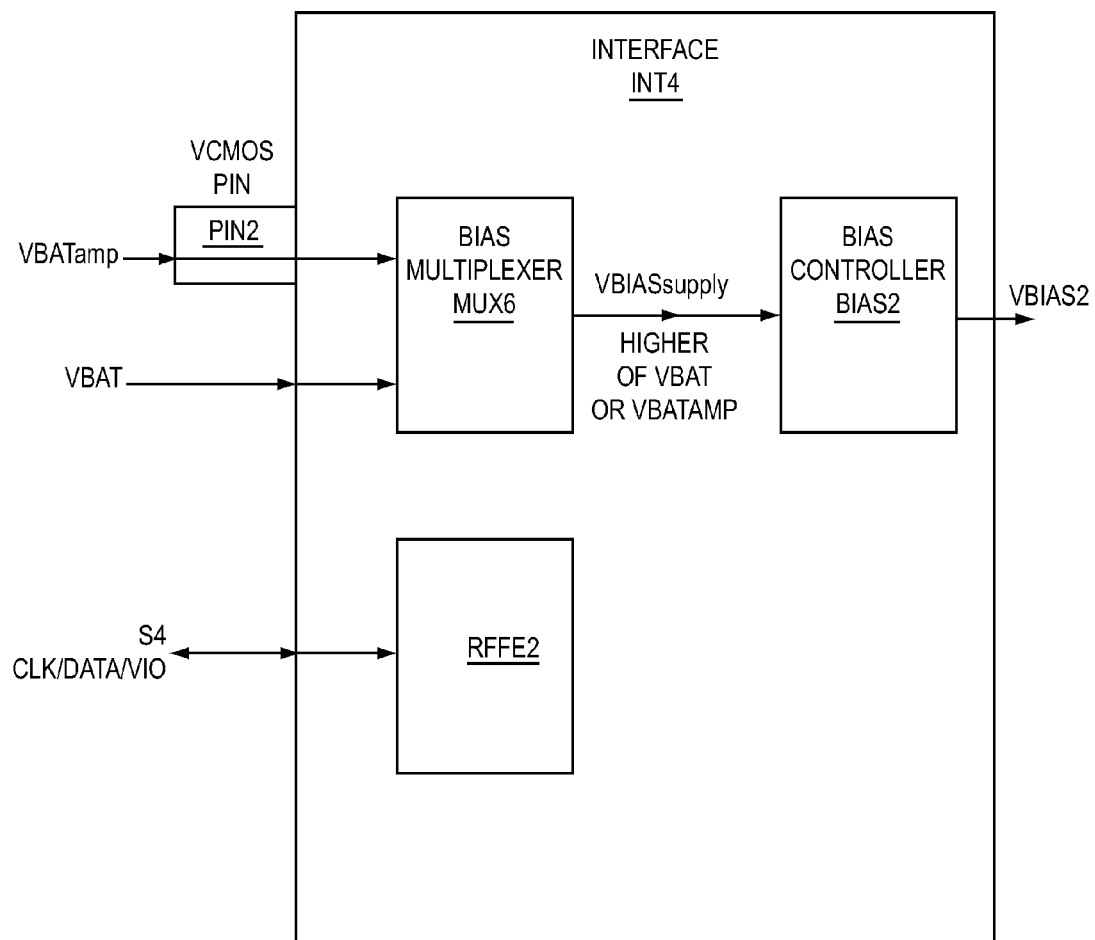 INTERFACE
INT4
VCMOS
PIN
PIN2
VBATamp
VBAT
BIAS
MULTIPLEXER
MUX6
VBIASsupply
HIGHER
OF VBAT
OR VBATAMP
BIAS
CONTROLLER
BIAS2
VBIAS2
S4
CLK/DATA/VIO
RFFE2